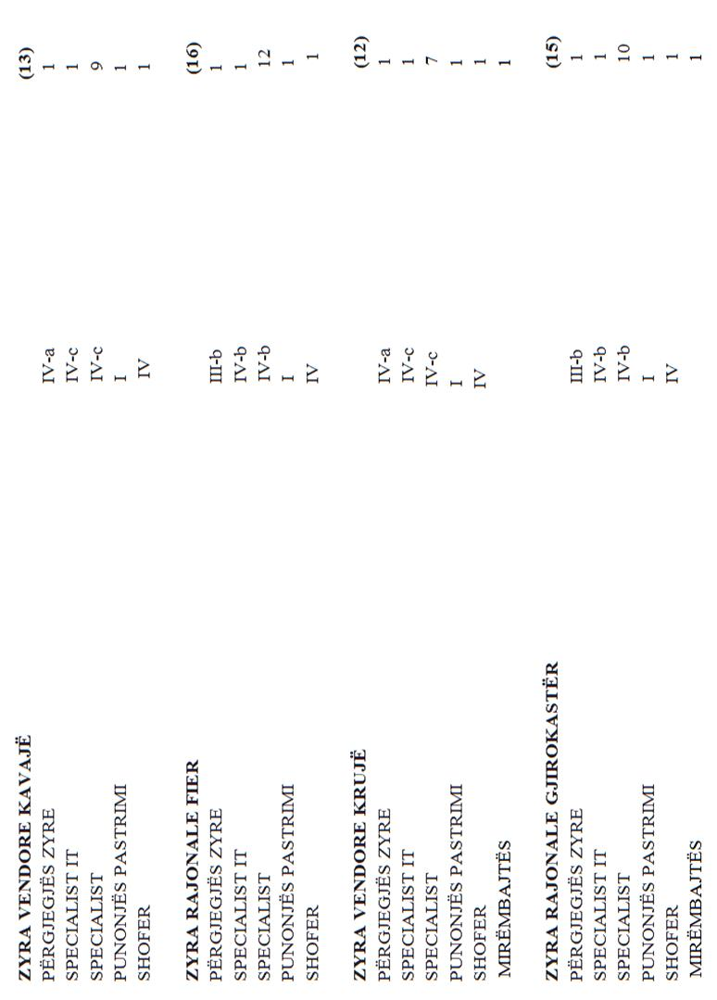 ZYRA VENDORE KAVAJË (13)
PËRGJEGJËS ZYRE IV-a 1
SPECIALIST IT IV-c 1
SPECIALIST IV-c 9
PUNONJËS PASTRIMI I 1
SHOFER IV 1
ZYRA RAJONALE FIER (16)
PËRGJEGJËS ZYRE III-b 1
SPECIALIST IT IV-b 1
SPECIALIST IV-b 12
PUNONJËS PASTRIMI I 1
SHOFER IV 1
ZYRA VENDORE KRUJË (12)
PËRGJEGJËS ZYRE IV-a 1
SPECIALIST IT IV-c 1
SPECIALIST IV-c 7
PUNONJËS PASTRIMI I 1
SHOFER IV 1
MIRËMBAJTËS 1
ZYRA RAJONALE GJIROKASTËR (15)
PËRGJEGJËS ZYRE III-b 1
SPECIALIST IT IV-b 1
SPECIALIST IV-b 10
PUNONJËS PASTRIMI I 1
SHOFER IV 1
MIRËMBAJTËS 1